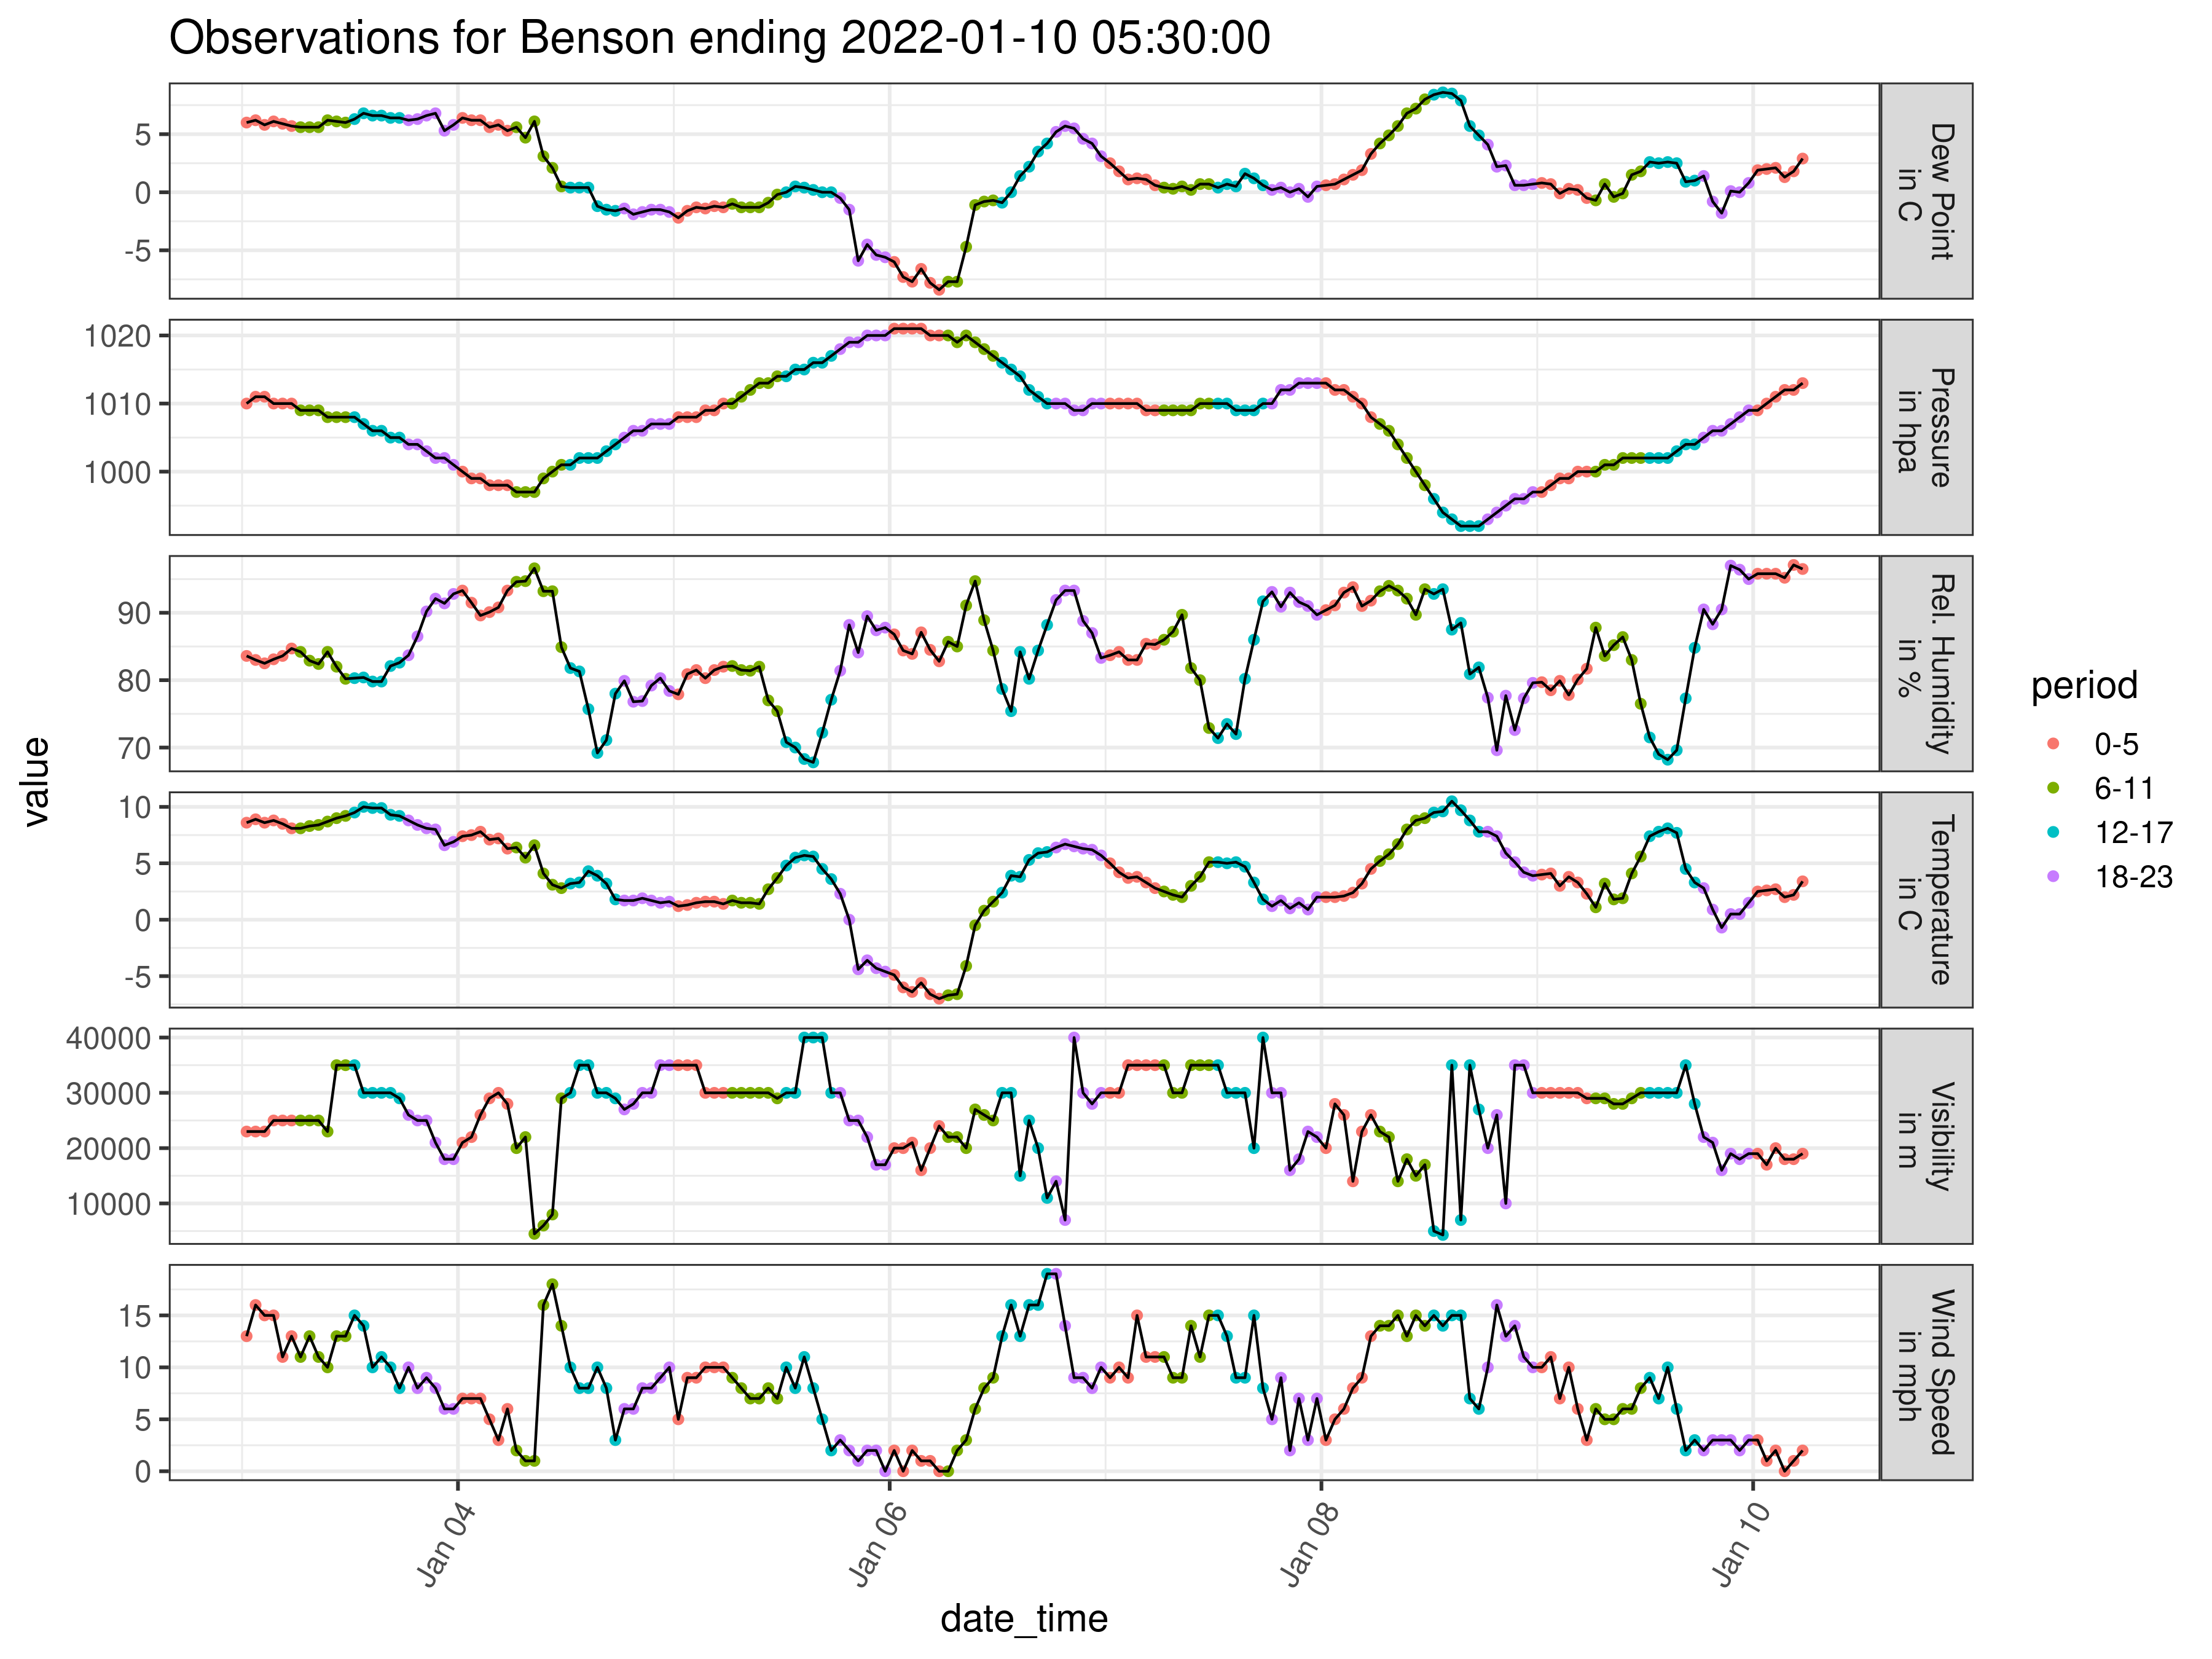 Observations for Benson ending 2022-01-10 05:30:00
value
5
0
-5
Dew Point
in C
1020
1010
1000
Pressure
in hpa
90
80
70
Rel. Humidity
in %
10
5
0
-5
Temperature
in C
40000
30000
20000
10000
Visibility
in m
15
10
5
0
Wind Speed
in mph
Jan 04
Jan 06
Jan 08
Jan 10
date_time
period
0-5
6-11
12-17
18-23